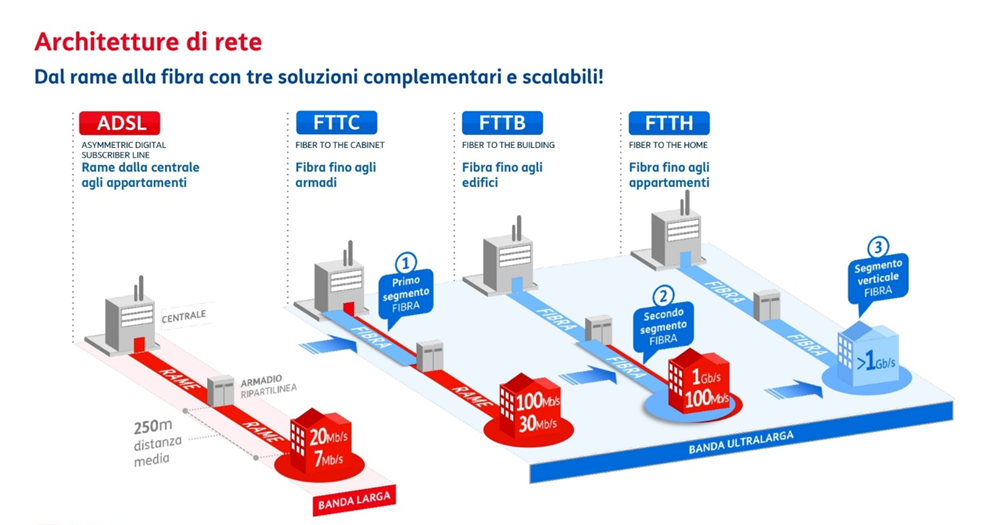 Architetture di rete
Dal rame alla fibra con tre soluzioni complementari e scalabili!
ADSL
ASYMMETRIC DIGITAL
SUBSCRIBER LINE
Rame dalla centrale
agli appartamenti
FTTC
FIBER TO THE CABINET
Fibra fino agli
armadi
FTTB
FIBER TO THE BUILDING
Fibra fino agli
edifici
FTTH
FIBER TO THE HOME
Fibra fino agli
appartamenti
CENTRALE
RAME
ARMADIO
RIPARTILINEA
RAME
250m
distanza
media
20Mb/s
7Mb/s
BANDA LARGA
1
Primo
segmento
FIBRA
FIBRA
RAME
100Mb/s
30Mb/s
2
Secondo
segmento
FIBRA
FIBRA
FIBRA
1Gb/s
100Mb/s
3
Segmento
verticale
FIBRA
FIBRA
FIBRA
>1Gb/s
BANDA ULTRALARGA